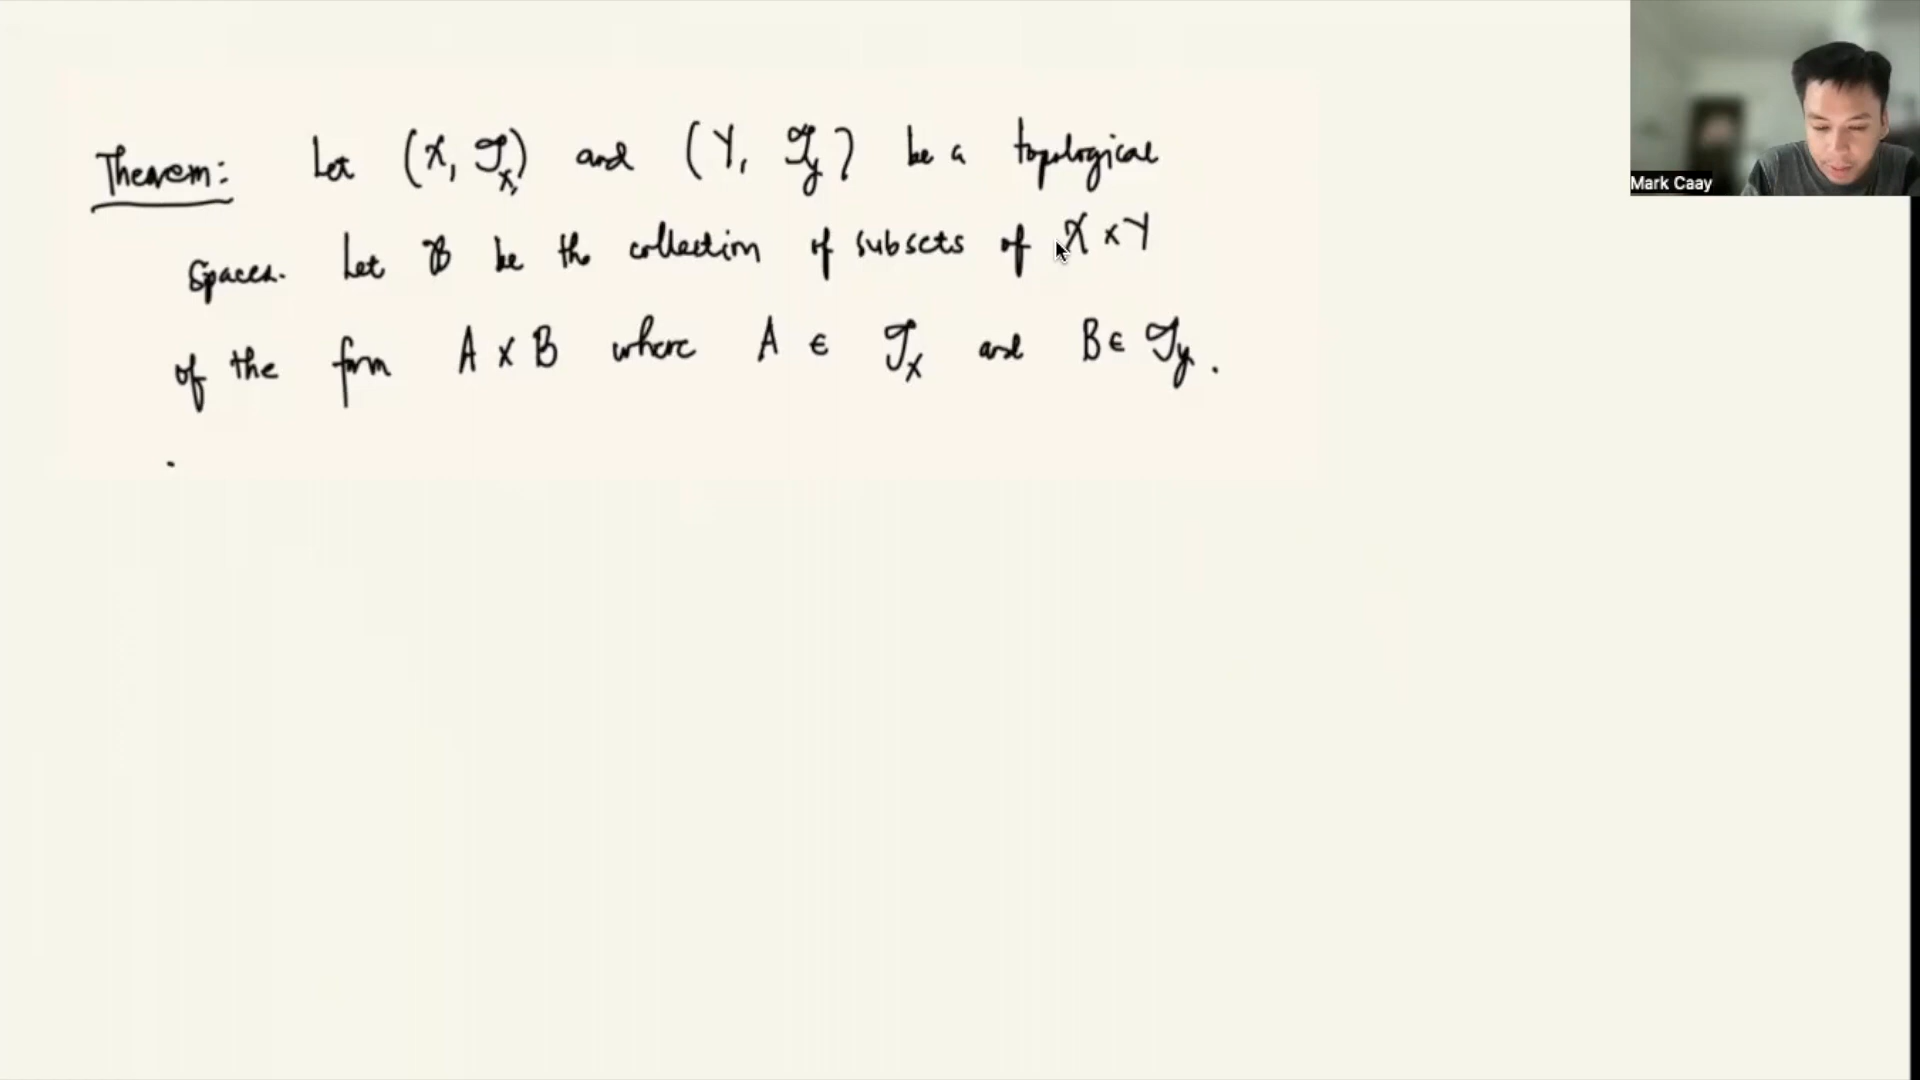 Theorem: Let (X, 𝒯_X) and (Y, 𝒯_y) be a topological
spaces. Let ℬ be the collection of subsets of X × Y
of the form A × B where A ∈ 𝒯_X and B ∈ 𝒯_y.
Mark Caay